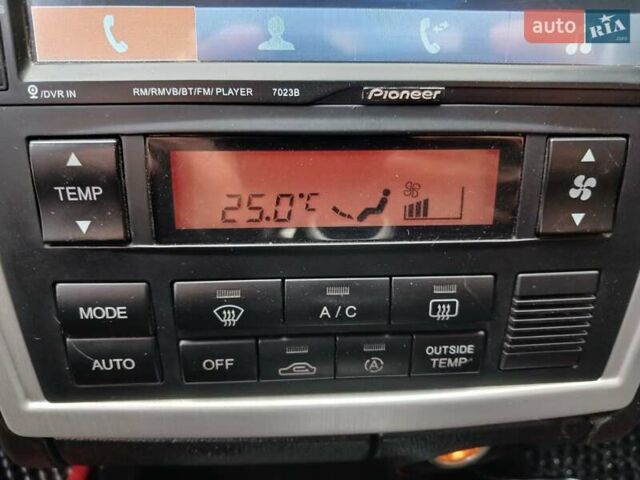 auto RIA .com
/DVR IN RM/RMVB/BT/FM/ PLAYER 7023B Pioneer
TEMP
25.0°C
MODE
A/C
AUTO
OFF
A
OUTSIDE
TEMP